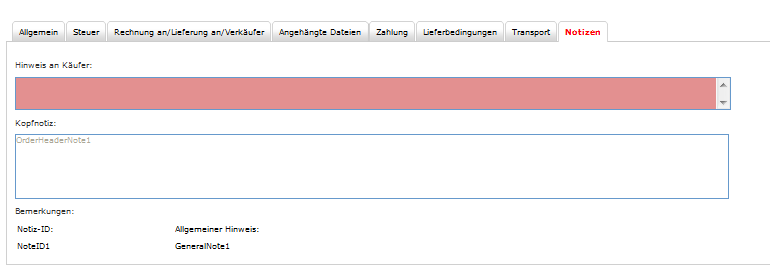 Allgemein Steuer Rechnung an/Lieferung an/Verkäufer Angehängte Dateien Zahlung Lieferbedingungen Transport Notizen
Hinweis an Käufer:
Kopfnotiz:
OrderHeaderNote1
Bemerkungen:
Notiz-ID: Allgemeiner Hinweis:
NoteID1 GeneralNote1